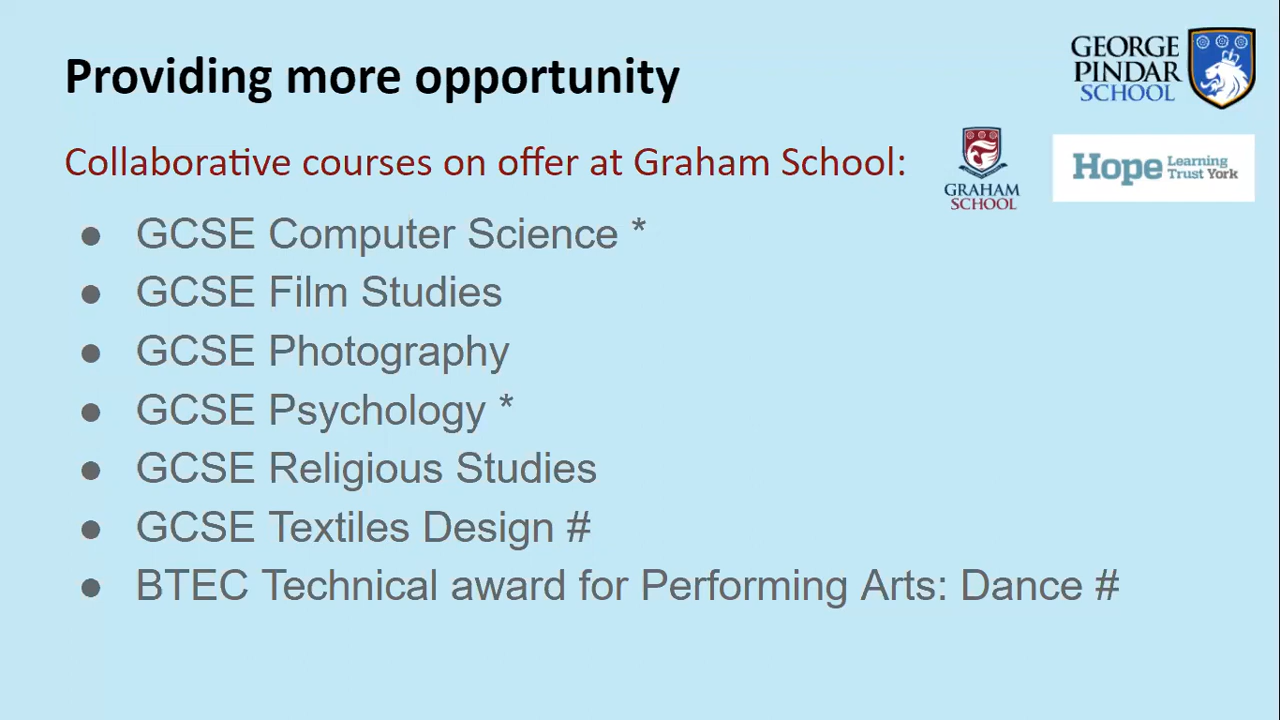 Providing more opportunity
GEORGE
PINDAR
SCHOOL
Collaborative courses on offer at Graham School:
GRAHAM
SCHOOL
Hope Learning
Trust York
● GCSE Computer Science *
● GCSE Film Studies
● GCSE Photography
● GCSE Psychology *
● GCSE Religious Studies
● GCSE Textiles Design #
● BTEC Technical award for Performing Arts: Dance #